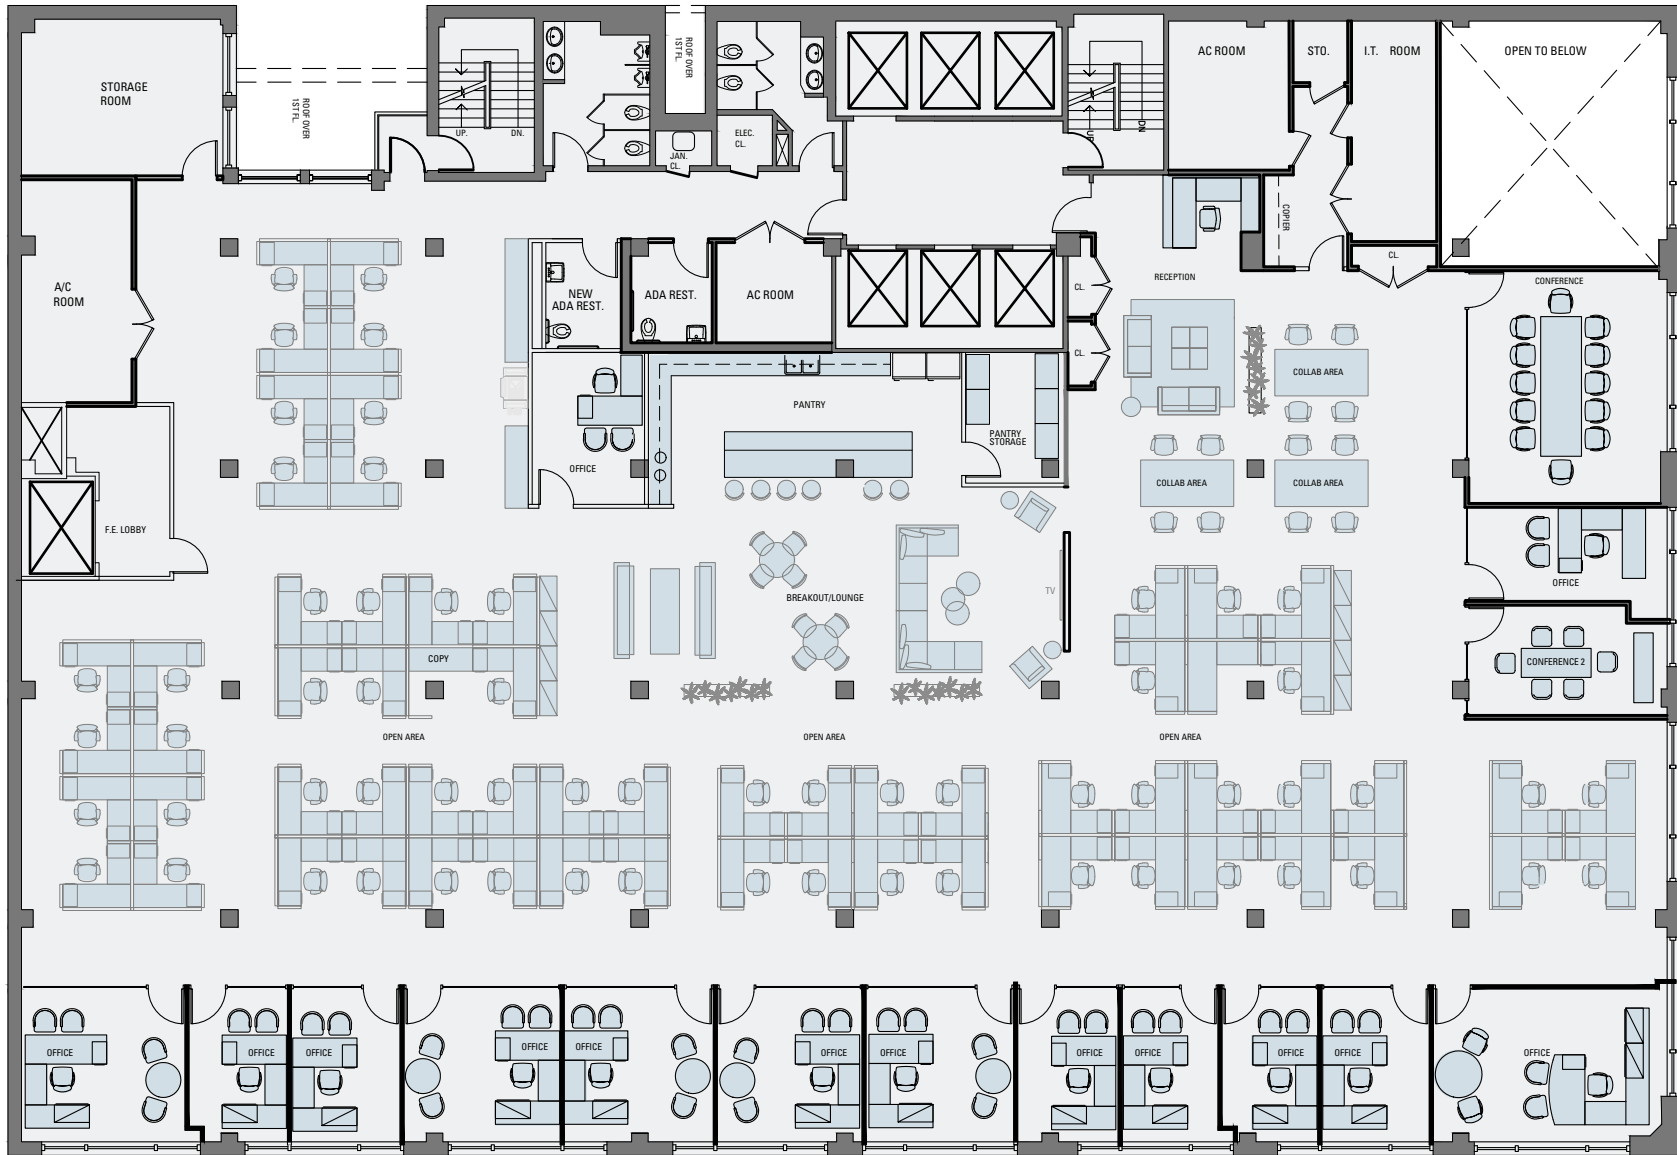 STORAGE
ROOM
ROOF OVER
1ST FL.
UP.
DN.
ROOF OVER
1ST FL.
JAN.
CL.
ELEC.
CL.
UP
DN
AC ROOM
STO.
I.T. ROOM
OPEN TO BELOW
COPIER
CL.
A/C
ROOM
NEW
ADA REST.
ADA REST.
AC ROOM
CL.
CL.
RECEPTION
CONFERENCE
COLLAB AREA
PANTRY
PANTRY
STORAGE
OFFICE
COLLAB AREA
COLLAB AREA
F.E. LOBBY
OFFICE
BREAKOUT/LOUNGE
TV
COPY
CONFERENCE 2
OPEN AREA
OPEN AREA
OPEN AREA
OFFICE
OFFICE
OFFICE
OFFICE
OFFICE
OFFICE
OFFICE
OFFICE
OFFICE
OFFICE
OFFICE
OFFICE